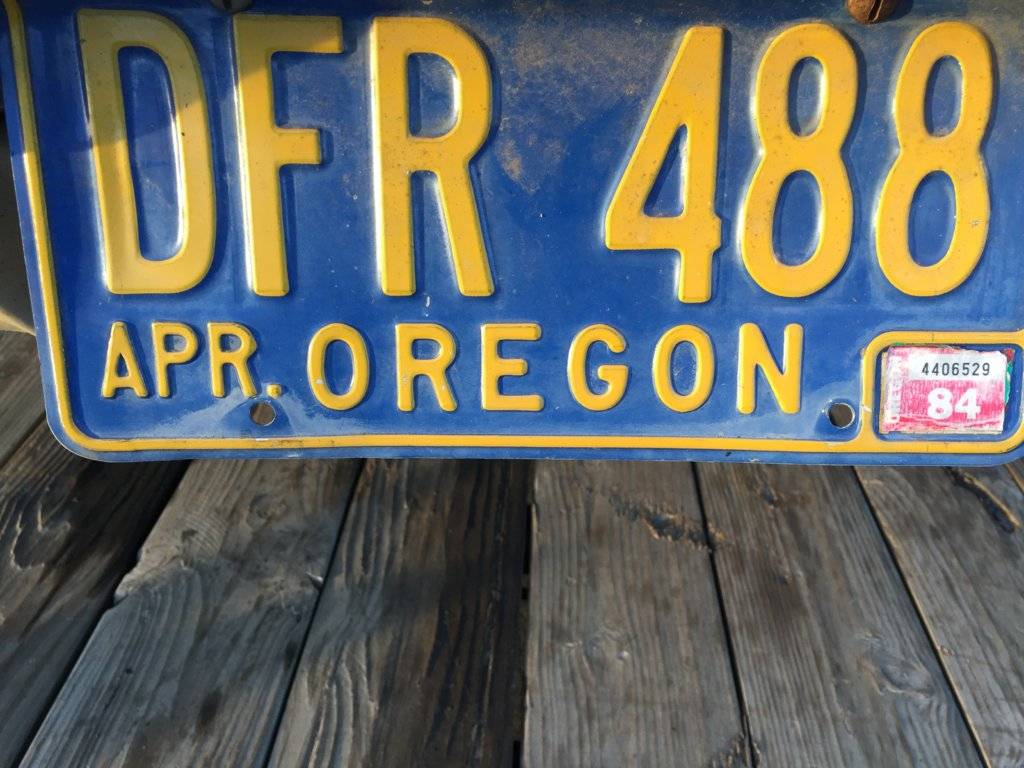 DFR 488
APR. OREGON
4406529
84